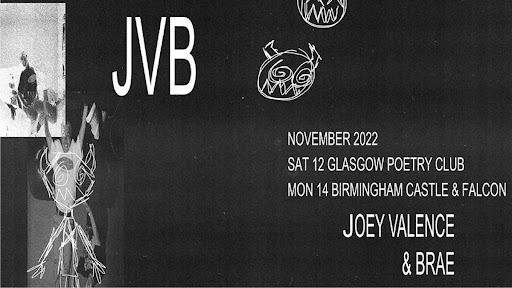 JVB
NOVEMBER 2022
SAT 12 GLASGOW POETRY CLUB
MON 14 BIRMINGHAM CASTLE & FALCON
JOEY VALENCE
& BRAE